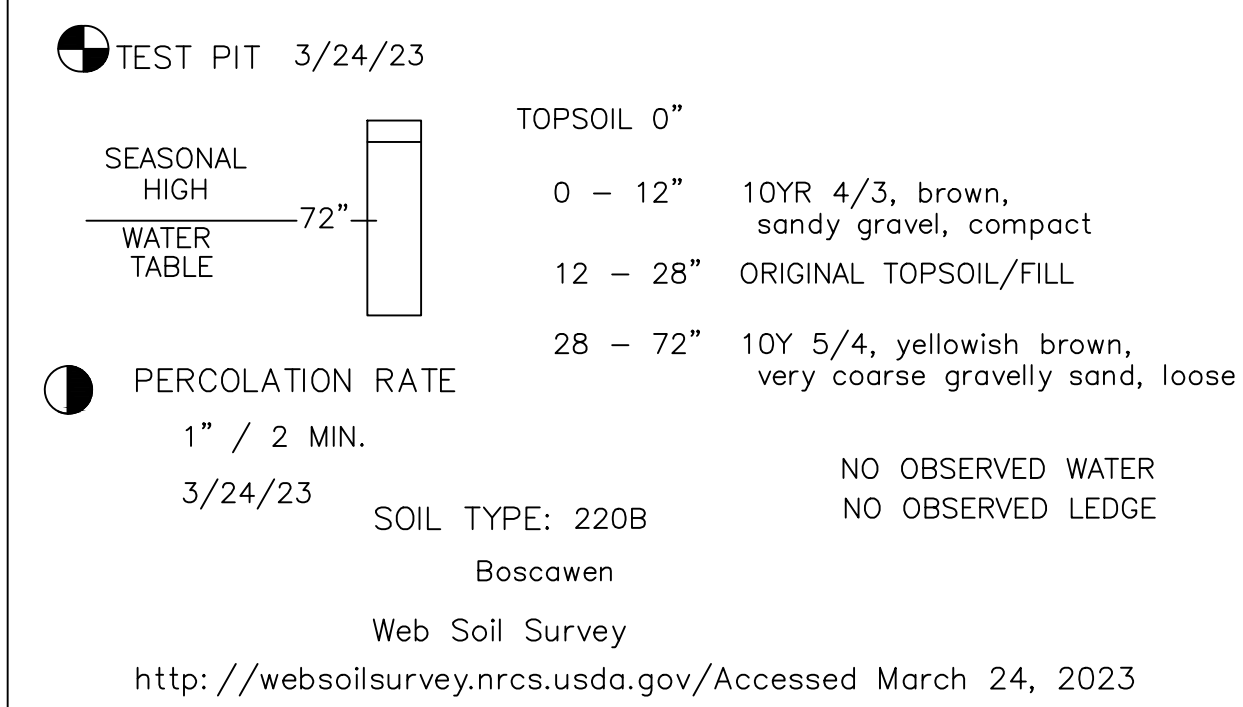 TEST PIT 3/24/23
SEASONAL
HIGH
72”
WATER
TABLE
TOPSOIL 0”
0 – 12” 10YR 4/3, brown,
sandy gravel, compact
12 – 28” ORIGINAL TOPSOIL/FILL
28 – 72” 10Y 5/4, yellowish brown,
very coarse gravelly sand, loose
PERCOLATION RATE
1” / 2 MIN.
3/24/23
NO OBSERVED WATER
NO OBSERVED LEDGE
SOIL TYPE: 220B
Boscawen
Web Soil Survey
http://websoilsurvey.nrcs.usda.gov/Accessed March 24, 2023